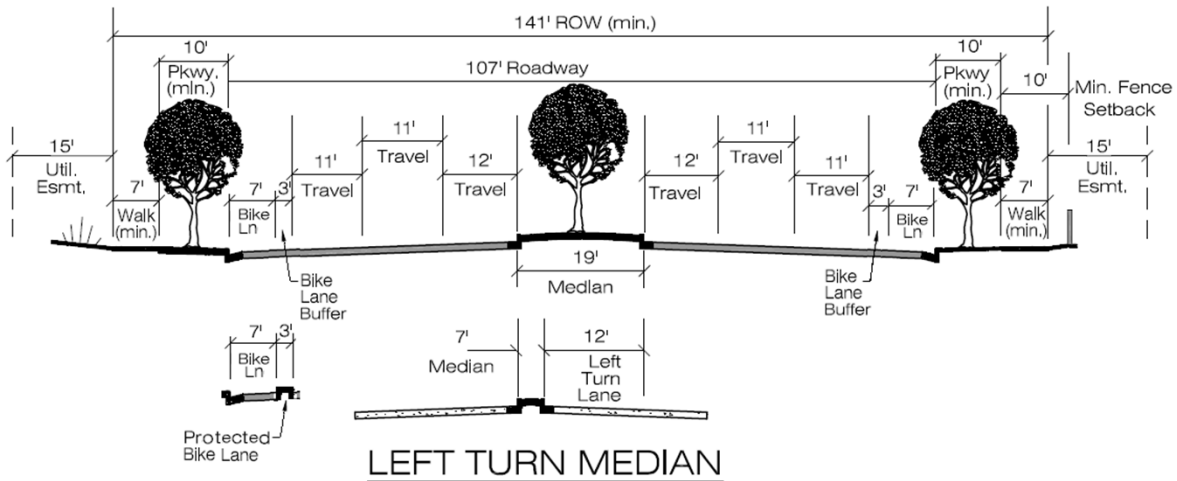 141' ROW (min.)
10'
Pkwy.
(min.)
107' Roadway
10'
Pkwy
(min.)
10'
Min. Fence
Setback
15'
Util.
Esmt.
7'
Walk
(min.)
7'
Bike
Ln
3'
11'
Travel
11'
Travel
12'
Travel
12'
Travel
11'
Travel
11'
Travel
3'
7'
Bike
Ln
7'
Walk
(min.)
15'
Util.
Esmt.
Bike
Lane
Buffer
19'
Median
Bike
Lane
Buffer
7'
Bike
Ln
3'
Protected
Bike Lane
7'
Median
12'
Left
Turn
Lane
LEFT TURN MEDIAN